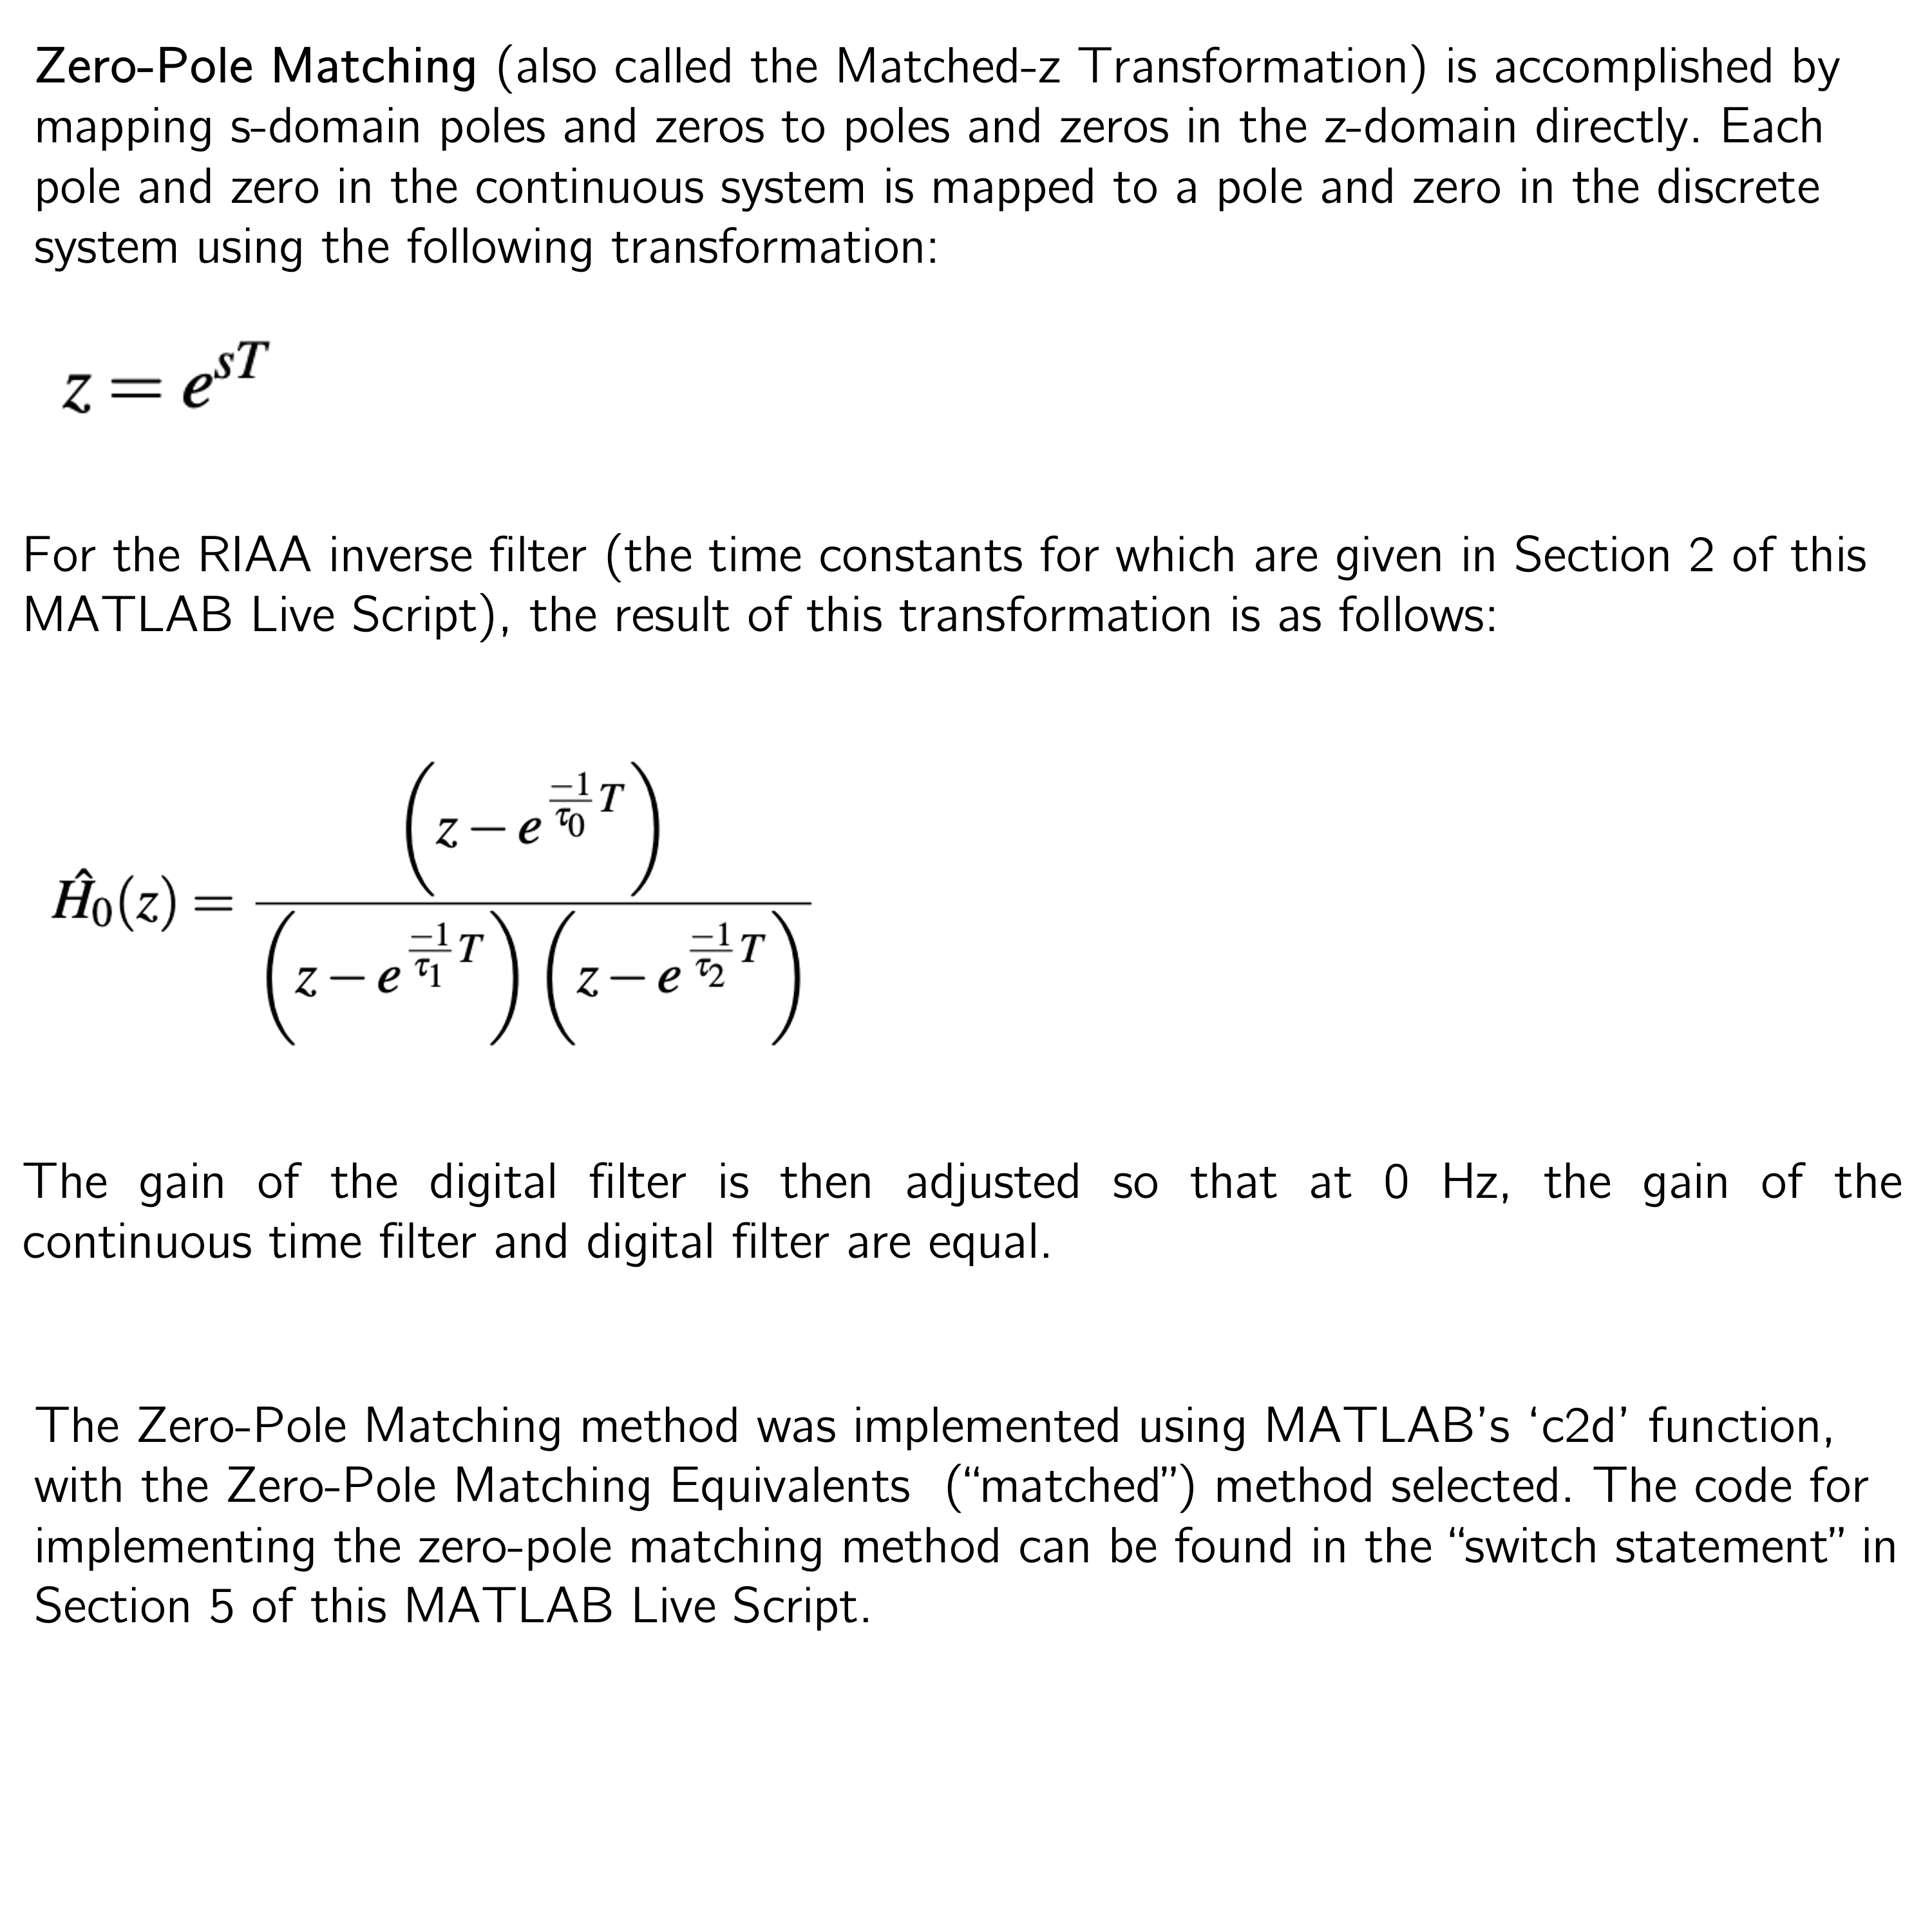 Zero-Pole Matching (also called the Matched-z Transformation) is accomplished by
mapping s-domain poles and zeros to poles and zeros in the z-domain directly. Each
pole and zero in the continuous system is mapped to a pole and zero in the discrete
system using the following transformation:
z = e^{sT}
For the RIAA inverse filter (the time constants for which are given in Section 2 of this
MATLAB Live Script), the result of this transformation is as follows:
\hat{H}_0(z) = \frac{\left(z - e^{\frac{-1}{\tau_0}T}\right)}{\left(z - e^{\frac{-1}{\tau_1}T}\right)\left(z - e^{\frac{-1}{\tau_2}T}\right)}
The gain of the digital filter is then adjusted so that at 0 Hz, the gain of the
continuous time filter and digital filter are equal.
The Zero-Pole Matching method was implemented using MATLAB’s ‘c2d’ function,
with the Zero-Pole Matching Equivalents (“matched”) method selected. The code for
implementing the zero-pole matching method can be found in the “switch statement” in
Section 5 of this MATLAB Live Script.